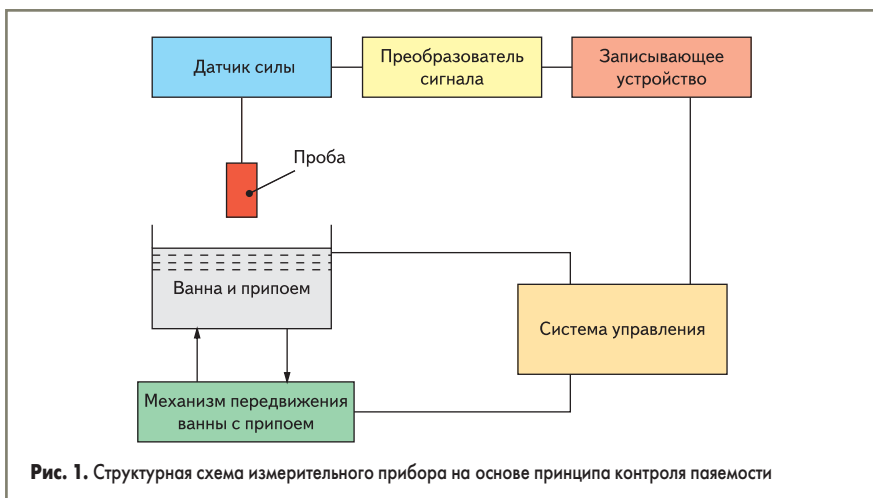 Датчик силы
Преобразователь
сигнала
Записывающее
устройство
Проба
Ванна и припоем
Система управления
Механизм передвижения
ванны с припоем
Рис. 1. Структурная схема измерительного прибора на основе принципа контроля паяемости